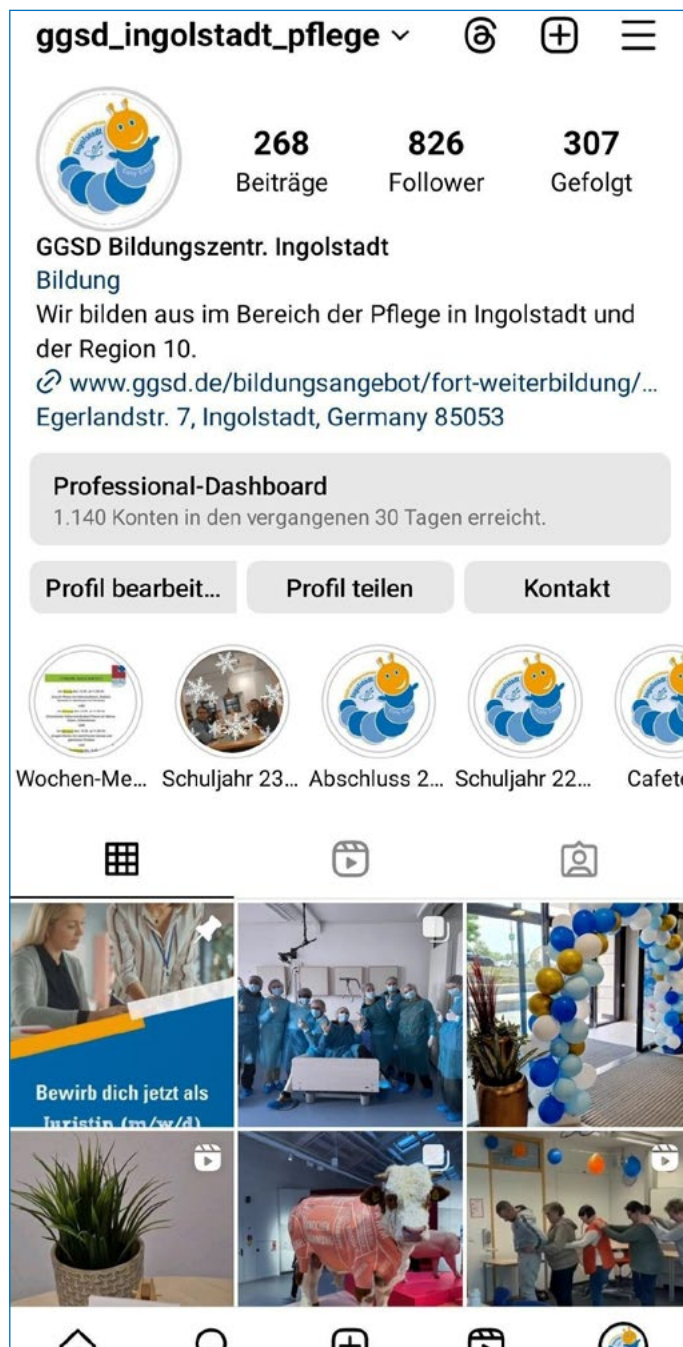 ggsd_ingolstadt_pflege
268
826
307
Beiträge
Follower
Gefolgt
GGSD Bildungszentr. Ingolstadt
Bildung
Wir bilden aus im Bereich der Pflege in Ingolstadt und
der Region 10.
www.ggsd.de/bildungsangebot/fort-weiterbildung/...
Egerlandstr. 7, Ingolstadt, Germany 85053
Professional-Dashboard
1.140 Konten in den vergangenen 30 Tagen erreicht.
Profil bearbeit...
Profil teilen
Kontakt
Wochen-Me...
Schuljahr 23...
Abschluss 2...
Schuljahr 22...
Cafete
Bewirb dich jetzt als
Juristin (m/w/d)